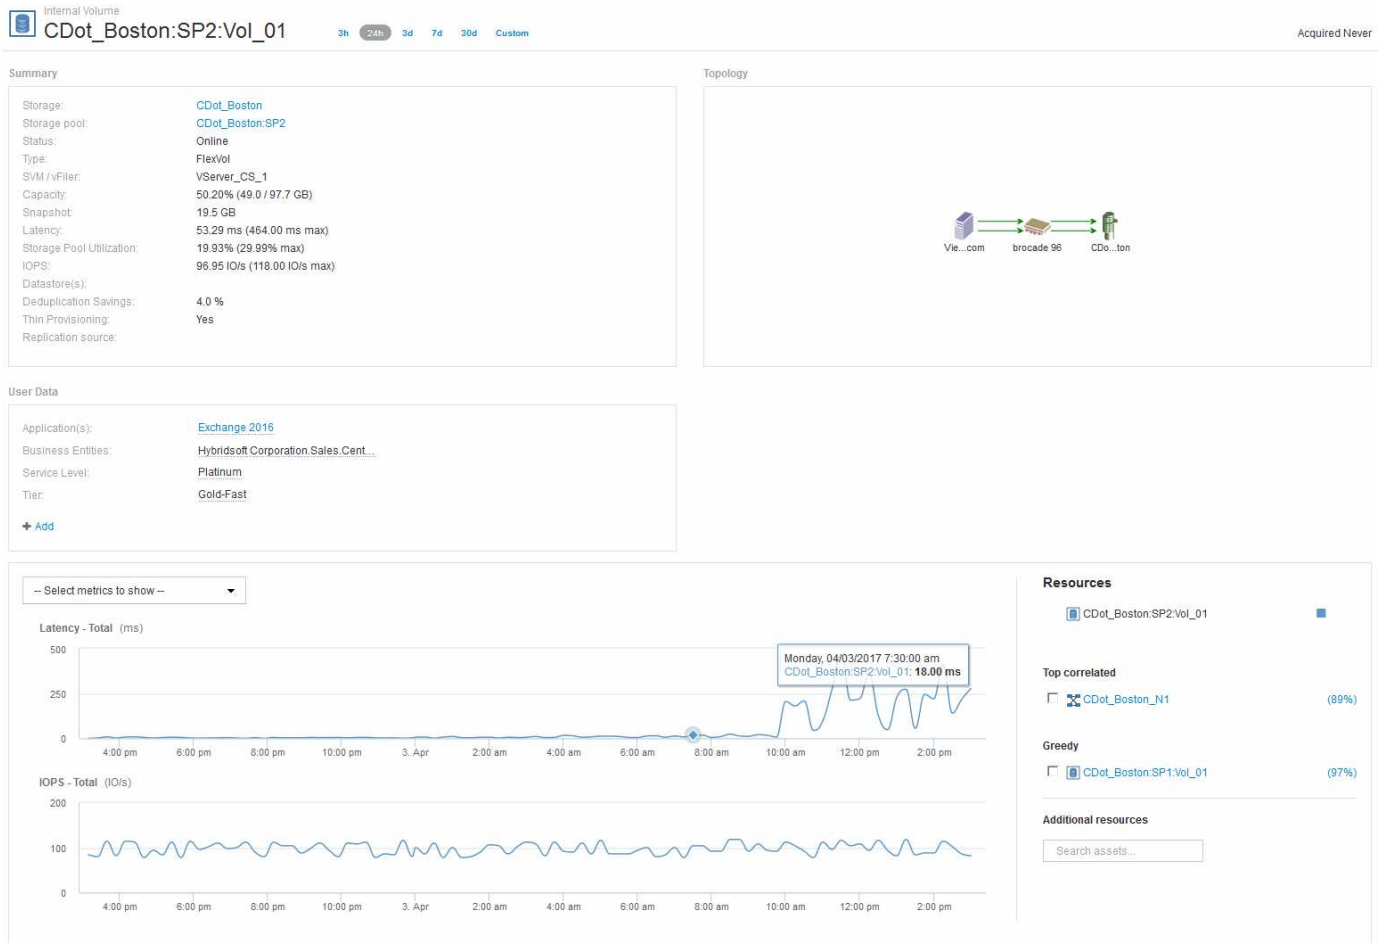 Internal Volume
CDot_Boston:SP2:Vol_01
3h 24h 3d 7d 30d Custom
Acquired Never
Summary
Storage: CDot_Boston
Storage pool: CDot_Boston:SP2
Status: Online
Type: FlexVol
SVM / vFiler: VServer_CS_1
Capacity: 50.20% (49.0 / 97.7 GB)
Snapshot: 19.5 GB
Latency: 53.29 ms (464.00 ms max)
Storage Pool Utilization: 19.93% (29.99% max)
IOPS: 96.95 IO/s (118.00 IO/s max)
Datastore(s):
Deduplication Savings: 4.0 %
Thin Provisioning: Yes
Replication source:
Topology
Vie...com brocade 96 CDo...ton
User Data
Application(s): Exchange 2016
Business Entities: Hybridsoft Corporation.Sales.Cent...
Service Level: Platinum
Tier: Gold-Fast
+ Add
-- Select metrics to show --
Latency - Total (ms)
500
250
0
Monday, 04/03/2017 7:30:00 am
CDot_Boston:SP2:Vol_01: 18.00 ms
4:00 pm 6:00 pm 8:00 pm 10:00 pm 3. Apr 2:00 am 4:00 am 6:00 am 8:00 am 10:00 am 12:00 pm 2:00 pm
IOPS - Total (IO/s)
200
100
0
4:00 pm 6:00 pm 8:00 pm 10:00 pm 3. Apr 2:00 am 4:00 am 6:00 am 8:00 am 10:00 am 12:00 pm 2:00 pm
Resources
CDot_Boston:SP2:Vol_01
Top correlated
CDot_Boston_N1 (89%)
Greedy
CDot_Boston:SP1:Vol_01 (97%)
Additional resources
Search assets...